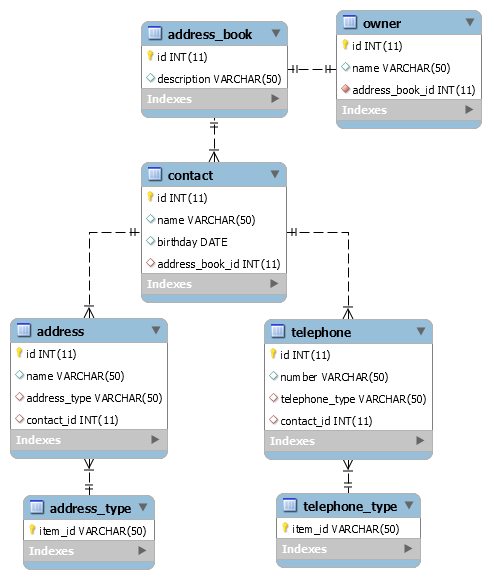 address_book
id INT(11)
description VARCHAR(50)
Indexes
owner
id INT(11)
name VARCHAR(50)
address_book_id INT(11)
Indexes
contact
id INT(11)
name VARCHAR(50)
birthday DATE
address_book_id INT(11)
Indexes
address
id INT(11)
name VARCHAR(50)
address_type VARCHAR(50)
contact_id INT(11)
Indexes
telephone
id INT(11)
number VARCHAR(50)
telephone_type VARCHAR(50)
contact_id INT(11)
Indexes
address_type
item_id VARCHAR(50)
Indexes
telephone_type
item_id VARCHAR(50)
Indexes